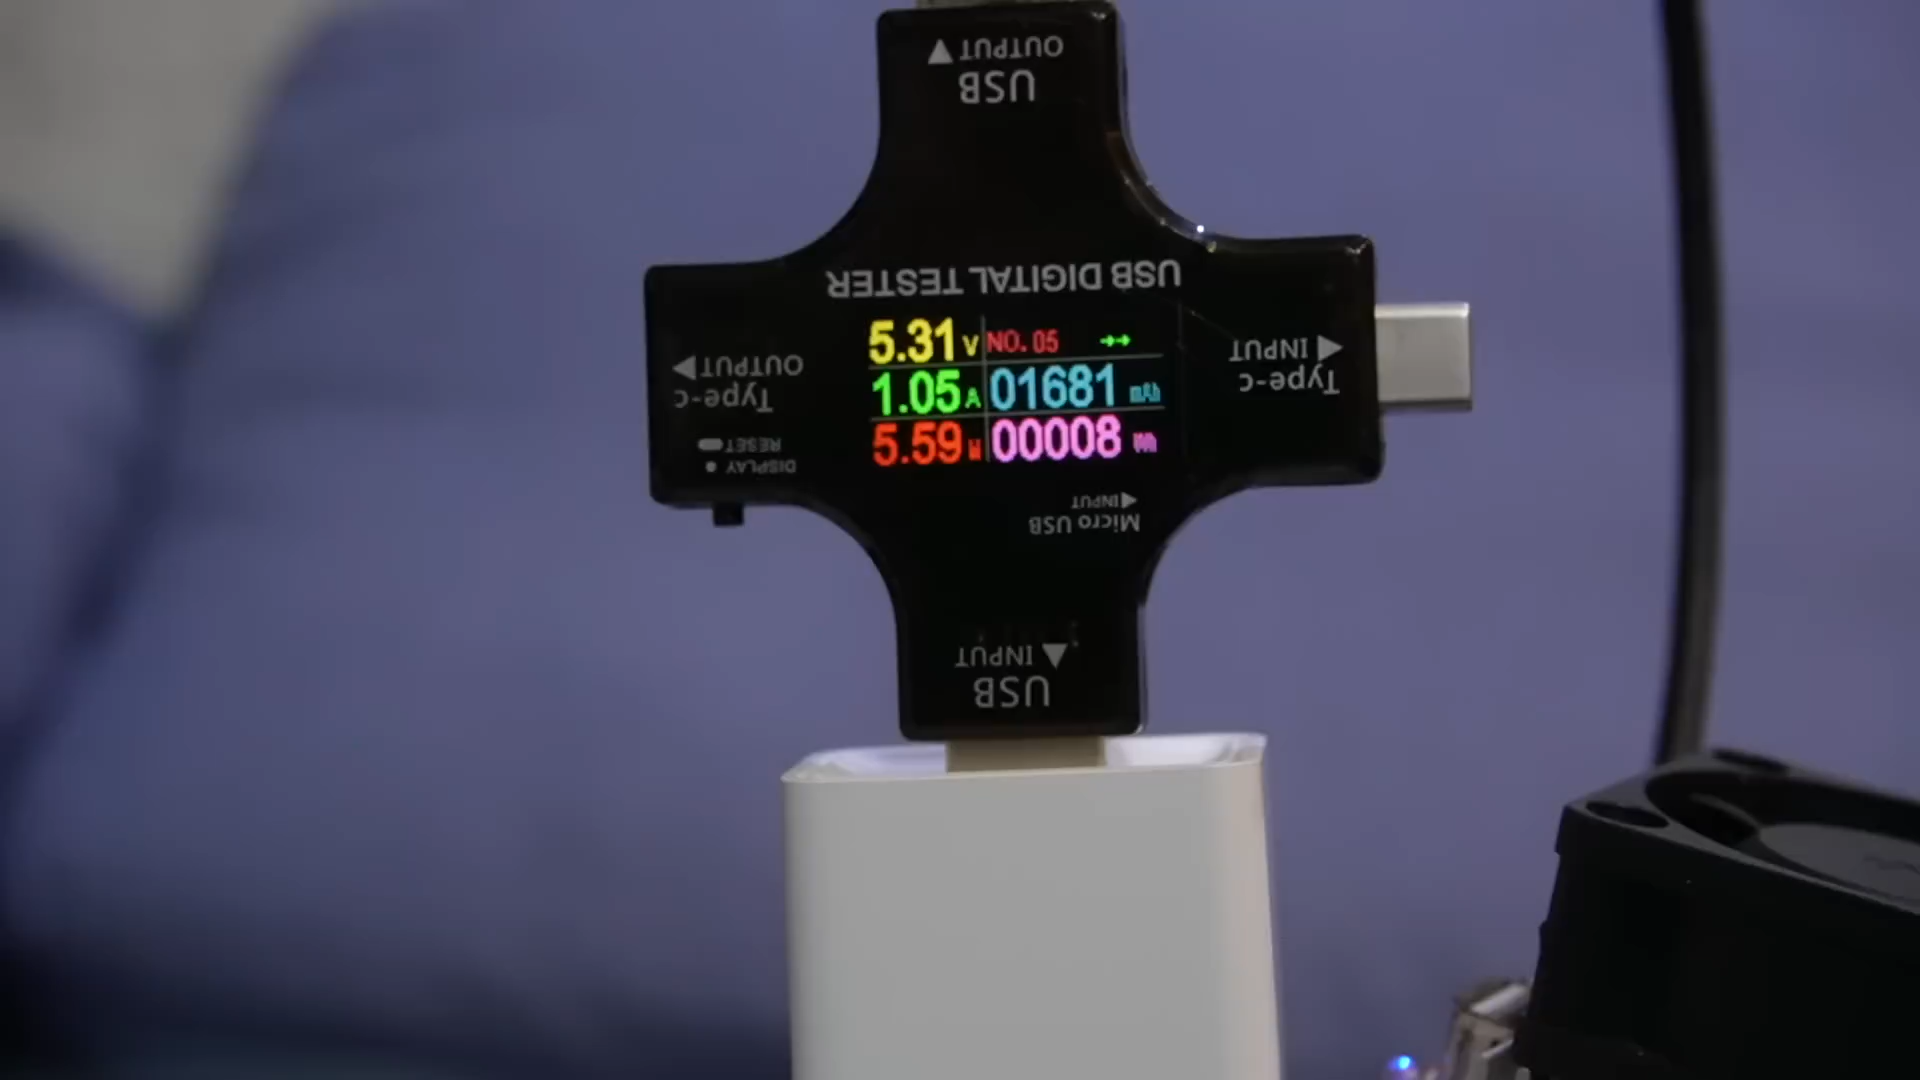 USB
OUTPUT
USB DIGITAL TESTER
5.31 V NO. 05
1.05 A 01681 mAh
5.59 W 00008 Wh
Type-c
OUTPUT
Type-c
INPUT
RESET
DISPLAY
Micro USB
INPUT
USB
INPUT